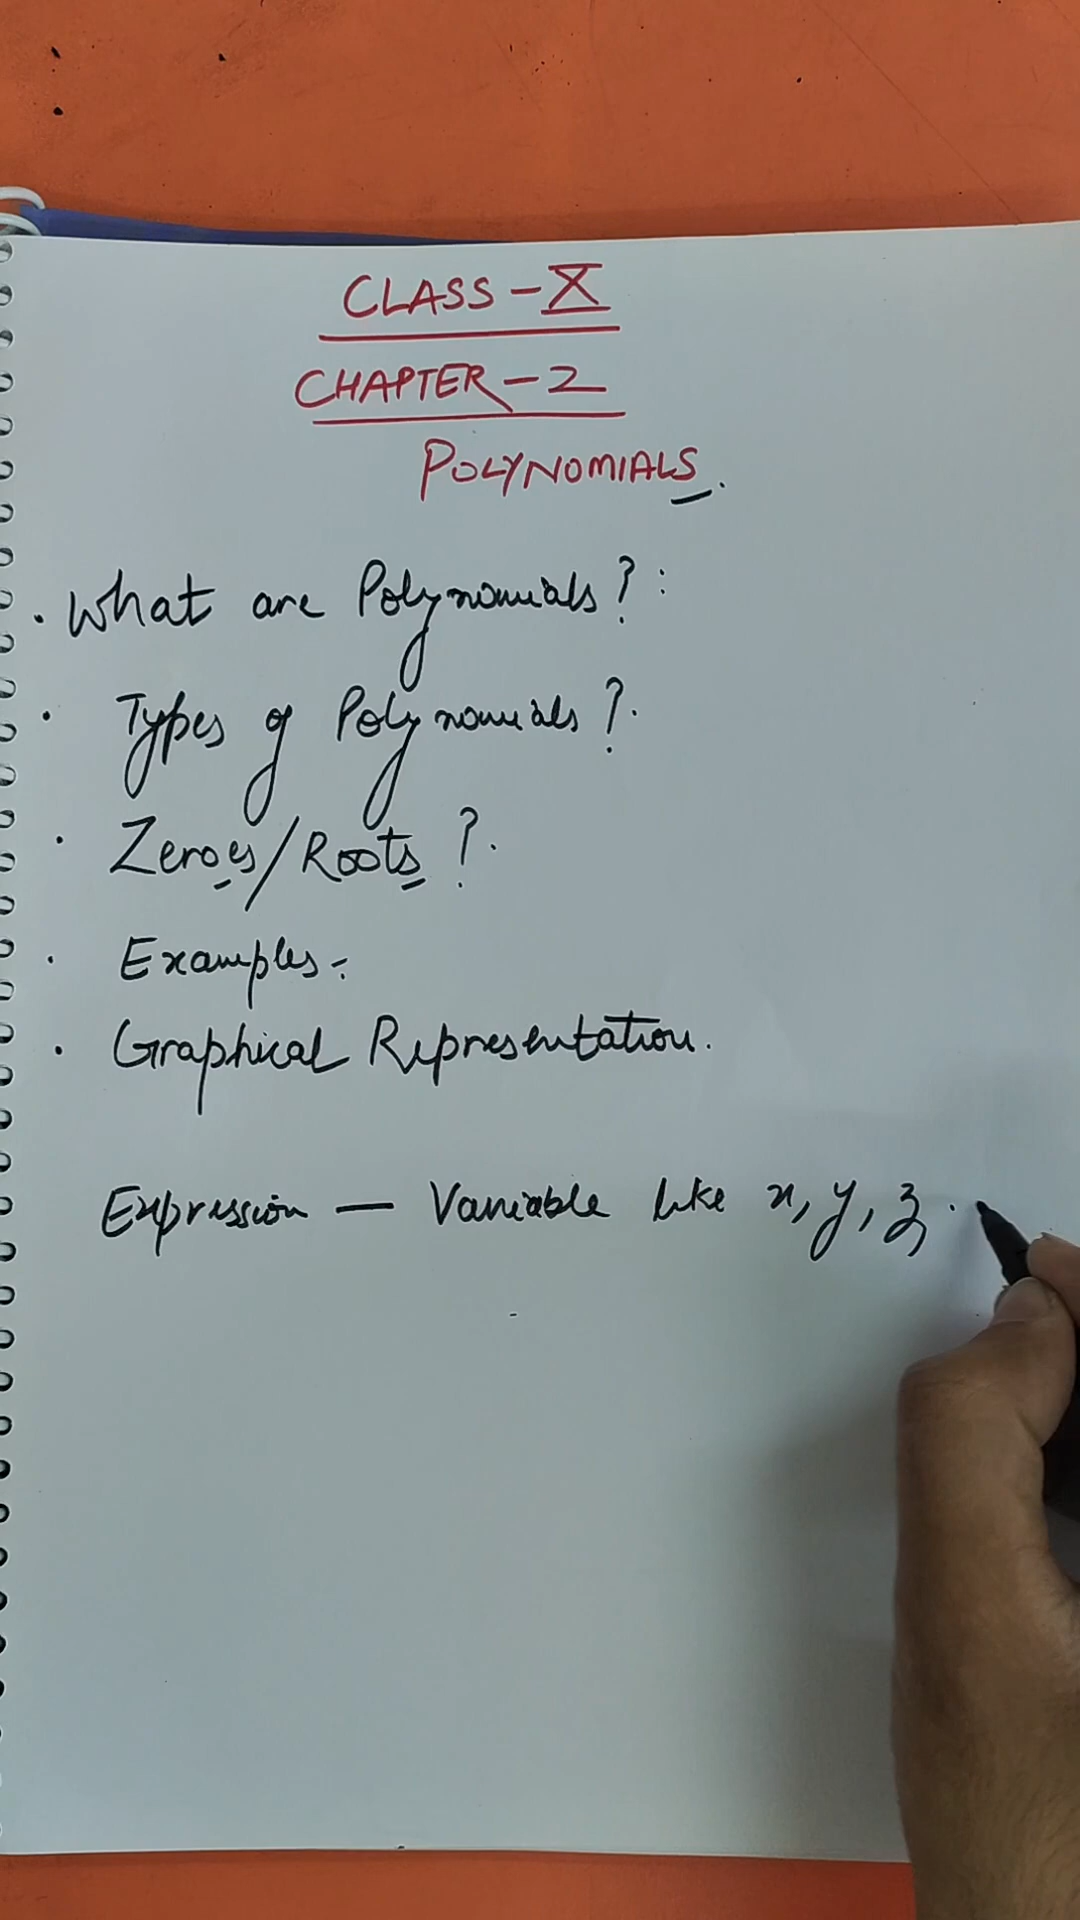 CLASS - X
CHAPTER - 2
POLYNOMIALS.
. What are Polynomials? :
. Types of Polynomials ?.
. Zeroes/Roots ?.
. Examples :
. Graphical Representation.
Expression — Variable like x, y, z .